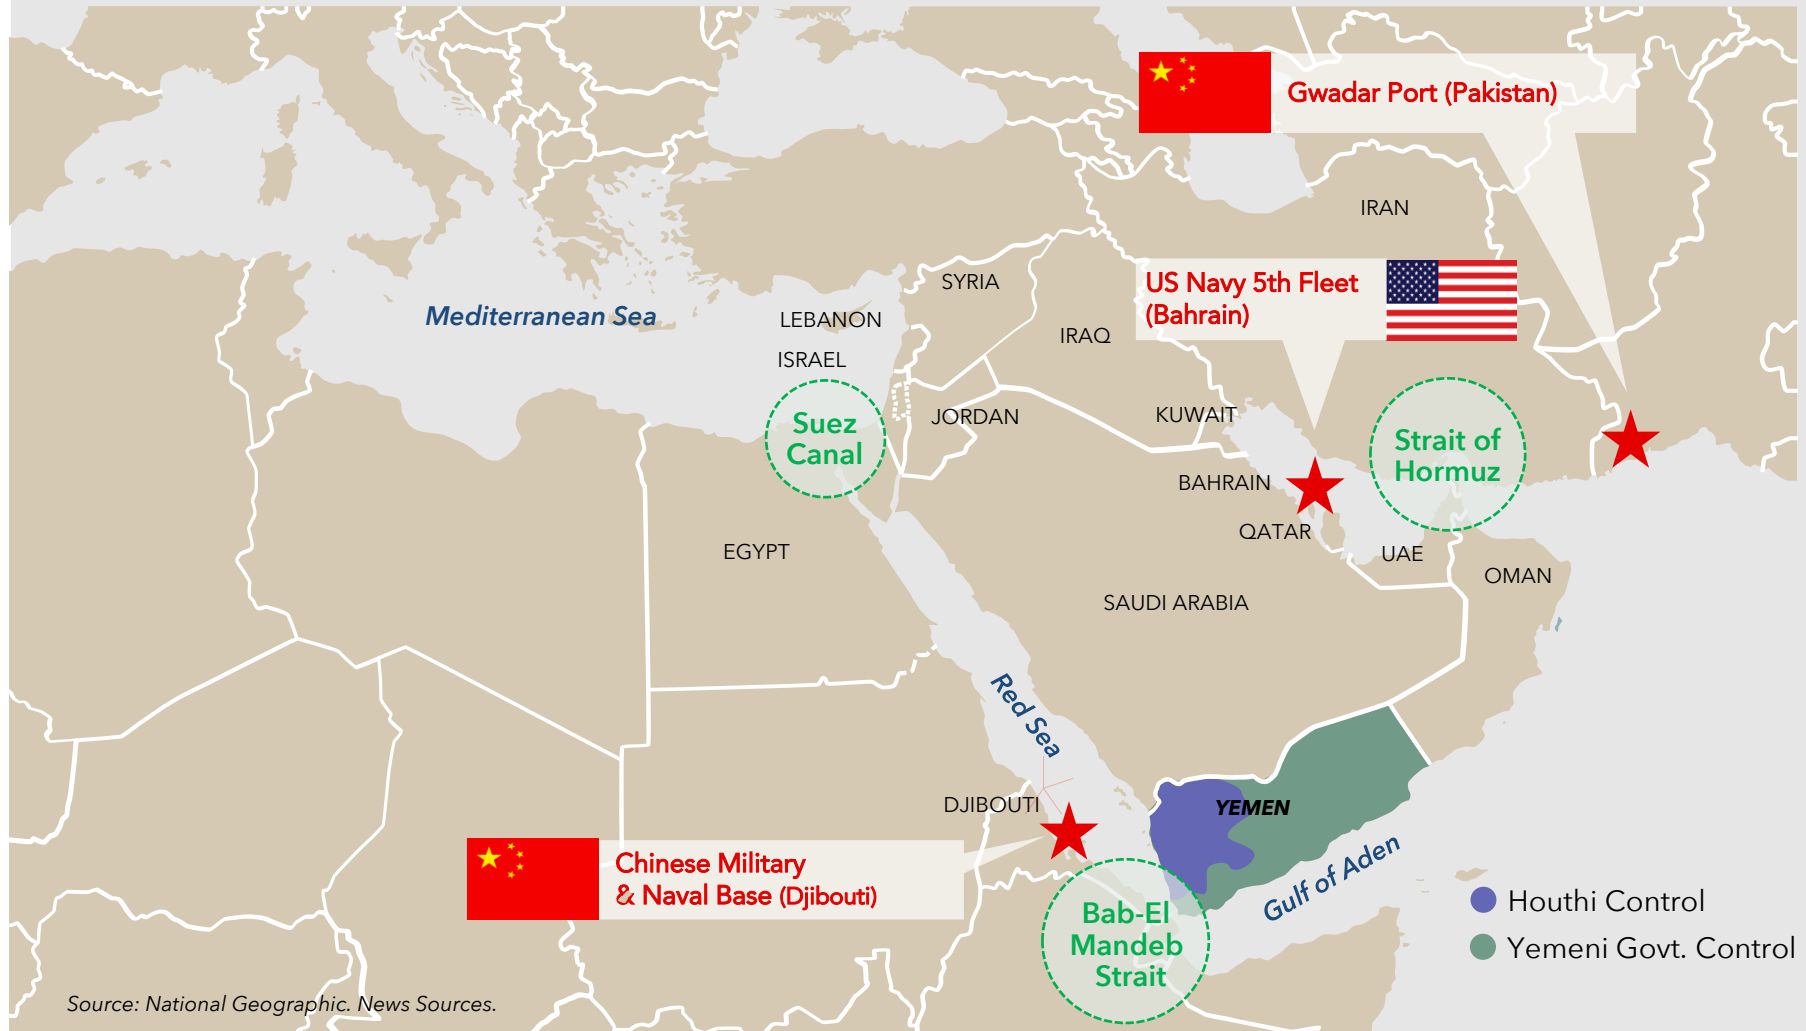 Gwadar Port (Pakistan)
IRAN
US Navy 5th Fleet
(Bahrain)
SYRIA
Mediterranean Sea
LEBANON
IRAQ
ISRAEL
Suez
Canal
JORDAN
KUWAIT
Strait of
Hormuz
BAHRAIN
QATAR
EGYPT
UAE
OMAN
SAUDI ARABIA
Red Sea
DJIBOUTI
YEMEN
Chinese Military
& Naval Base (Djibouti)
Gulf of Aden
Bab-El
Mandeb
Strait
Houthi Control
Yemeni Govt. Control
Source: National Geographic. News Sources.